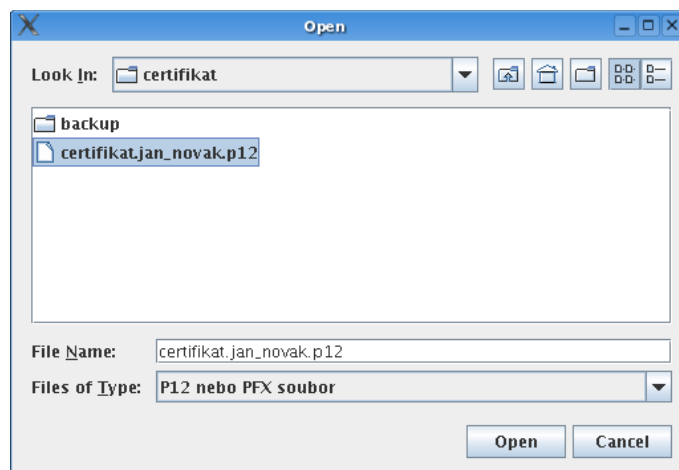 Open
Look In: certifikat
backup
certifikat.jan_novak.p12
File Name: certifikat.jan_novak.p12
Files of Type: P12 nebo PFX soubor
Open Cancel